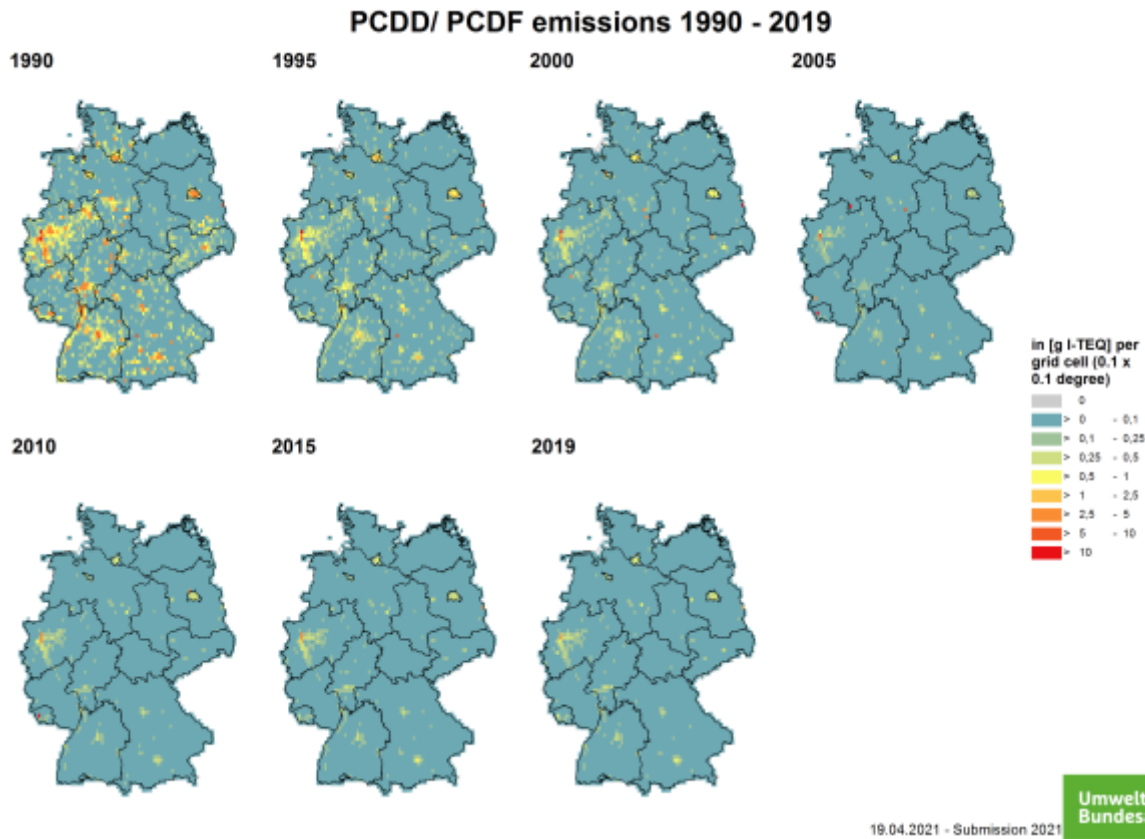 PCDD/ PCDF emissions 1990 - 2019
1990
1995
2000
2005
in [g I-TEQ] per
grid cell (0.1 x
0.1 degree)
0
> 0 - 0,1
> 0,1 - 0,25
> 0,25 - 0,5
> 0,5 - 1
> 1 - 2,5
> 2,5 - 5
> 5 - 10
> 10
2010
2015
2019
19.04.2021 - Submission 2021
Umwelt
Bundes